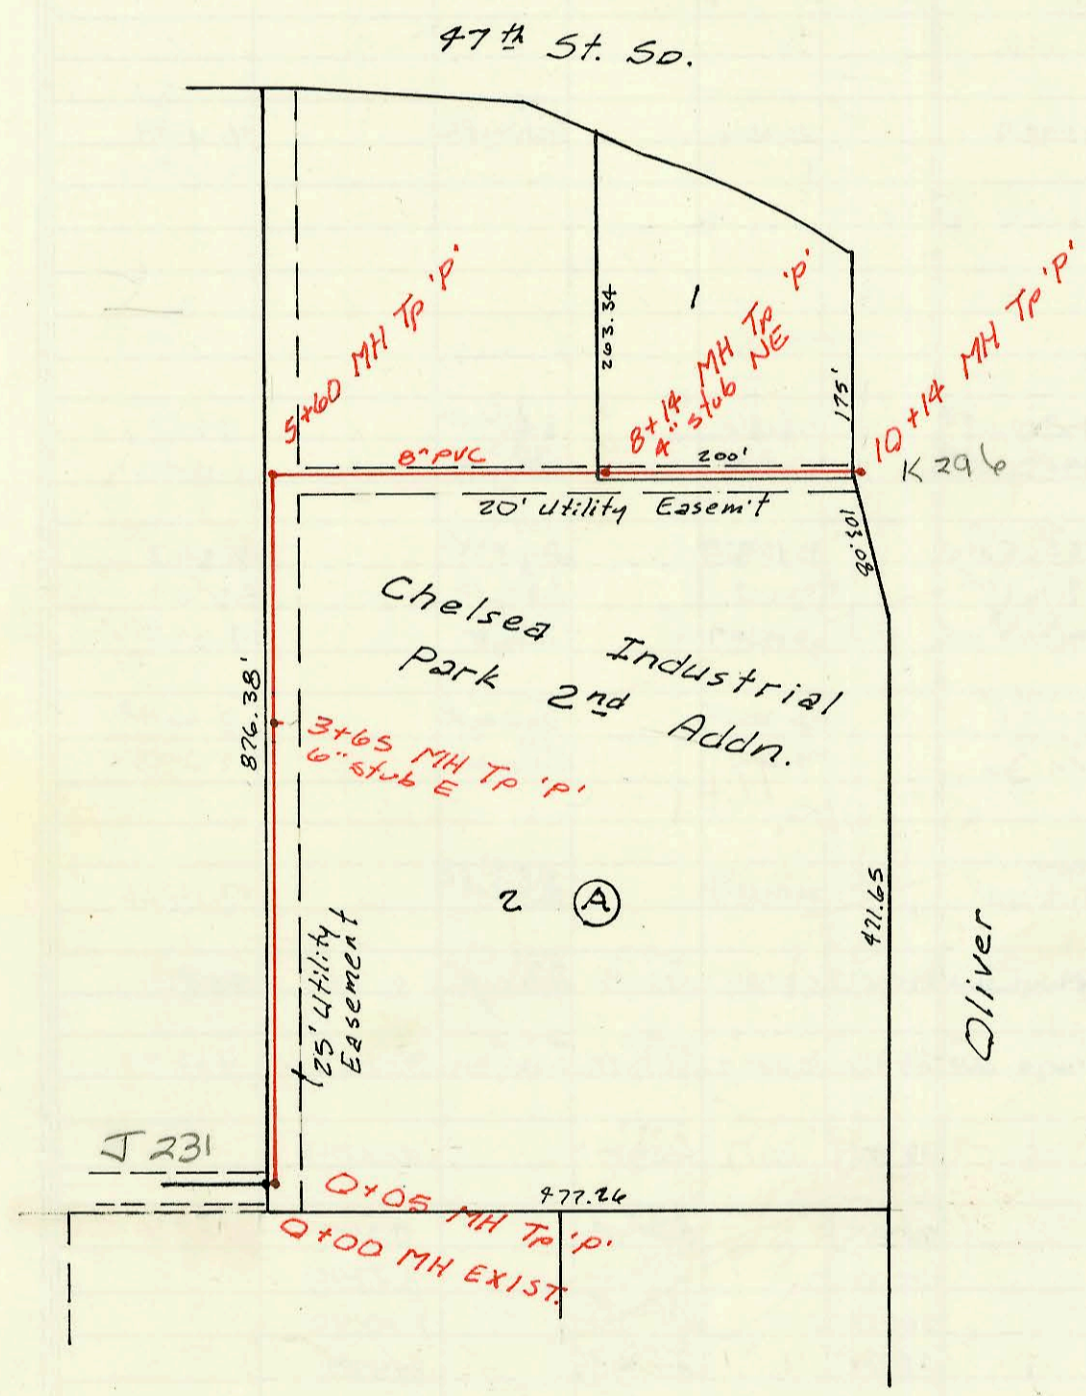 47th St. So.
5+60 MH Tp 'P'
263.34
1
8+14 MH Tp 'P'
4" stub NE
175'
10+14 MH Tp 'P'
8" PVC
200'
K 296
20' Utility Easem't
103.08
Chelsea Industrial
Park 2nd Addn.
876.38'
3+65 MH Tp 'P'
6" stub E
2 A
471.65
Oliver
25' Utility
Easement
J 231
0+05 MH Tp 'P'
477.26
0+00 MH EXIST.